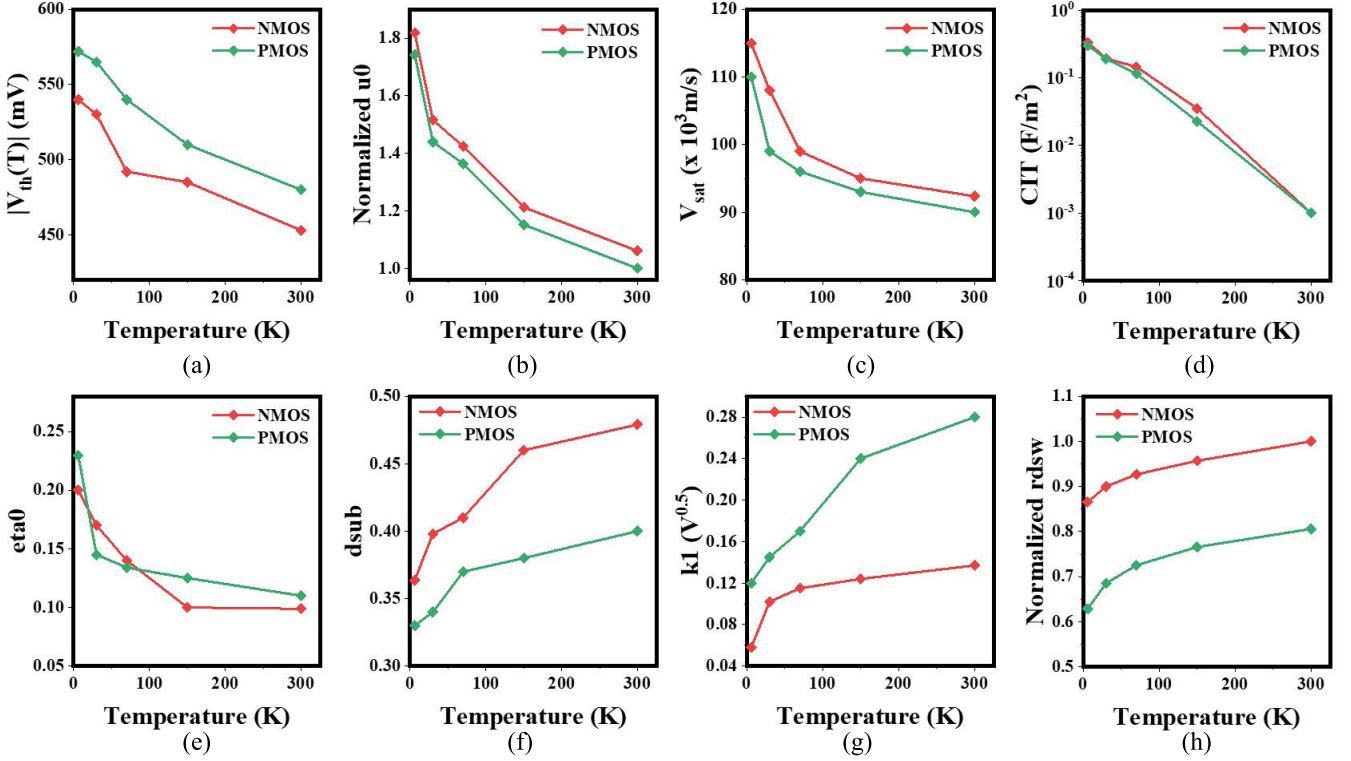 |Vth(T)| (mV)
600
550
500
450
0 100 200 300
NMOS
PMOS
Temperature (K)
(a)
Normalized u0
1.8
1.6
1.4
1.2
1.0
0 100 200 300
NMOS
PMOS
Temperature (K)
(b)
Vsat (x 10³m/s)
120
110
100
90
80
0 100 200 300
NMOS
PMOS
Temperature (K)
(c)
CIT (F/m²)
10⁰
10⁻¹
10⁻²
10⁻³
10⁻⁴
0 100 200 300
NMOS
PMOS
Temperature (K)
(d)
eta0
0.25
0.20
0.15
0.10
0.05
0 100 200 300
NMOS
PMOS
Temperature (K)
(e)
dsub
0.50
0.45
0.40
0.35
0.30
0 100 200 300
NMOS
PMOS
Temperature (K)
(f)
k1 (V⁰·⁵)
0.28
0.24
0.20
0.16
0.12
0.08
0.04
0 100 200 300
NMOS
PMOS
Temperature (K)
(g)
Normalized rdsw
1.1
1.0
0.9
0.8
0.7
0.6
0.5
0 100 200 300
NMOS
PMOS
Temperature (K)
(h)